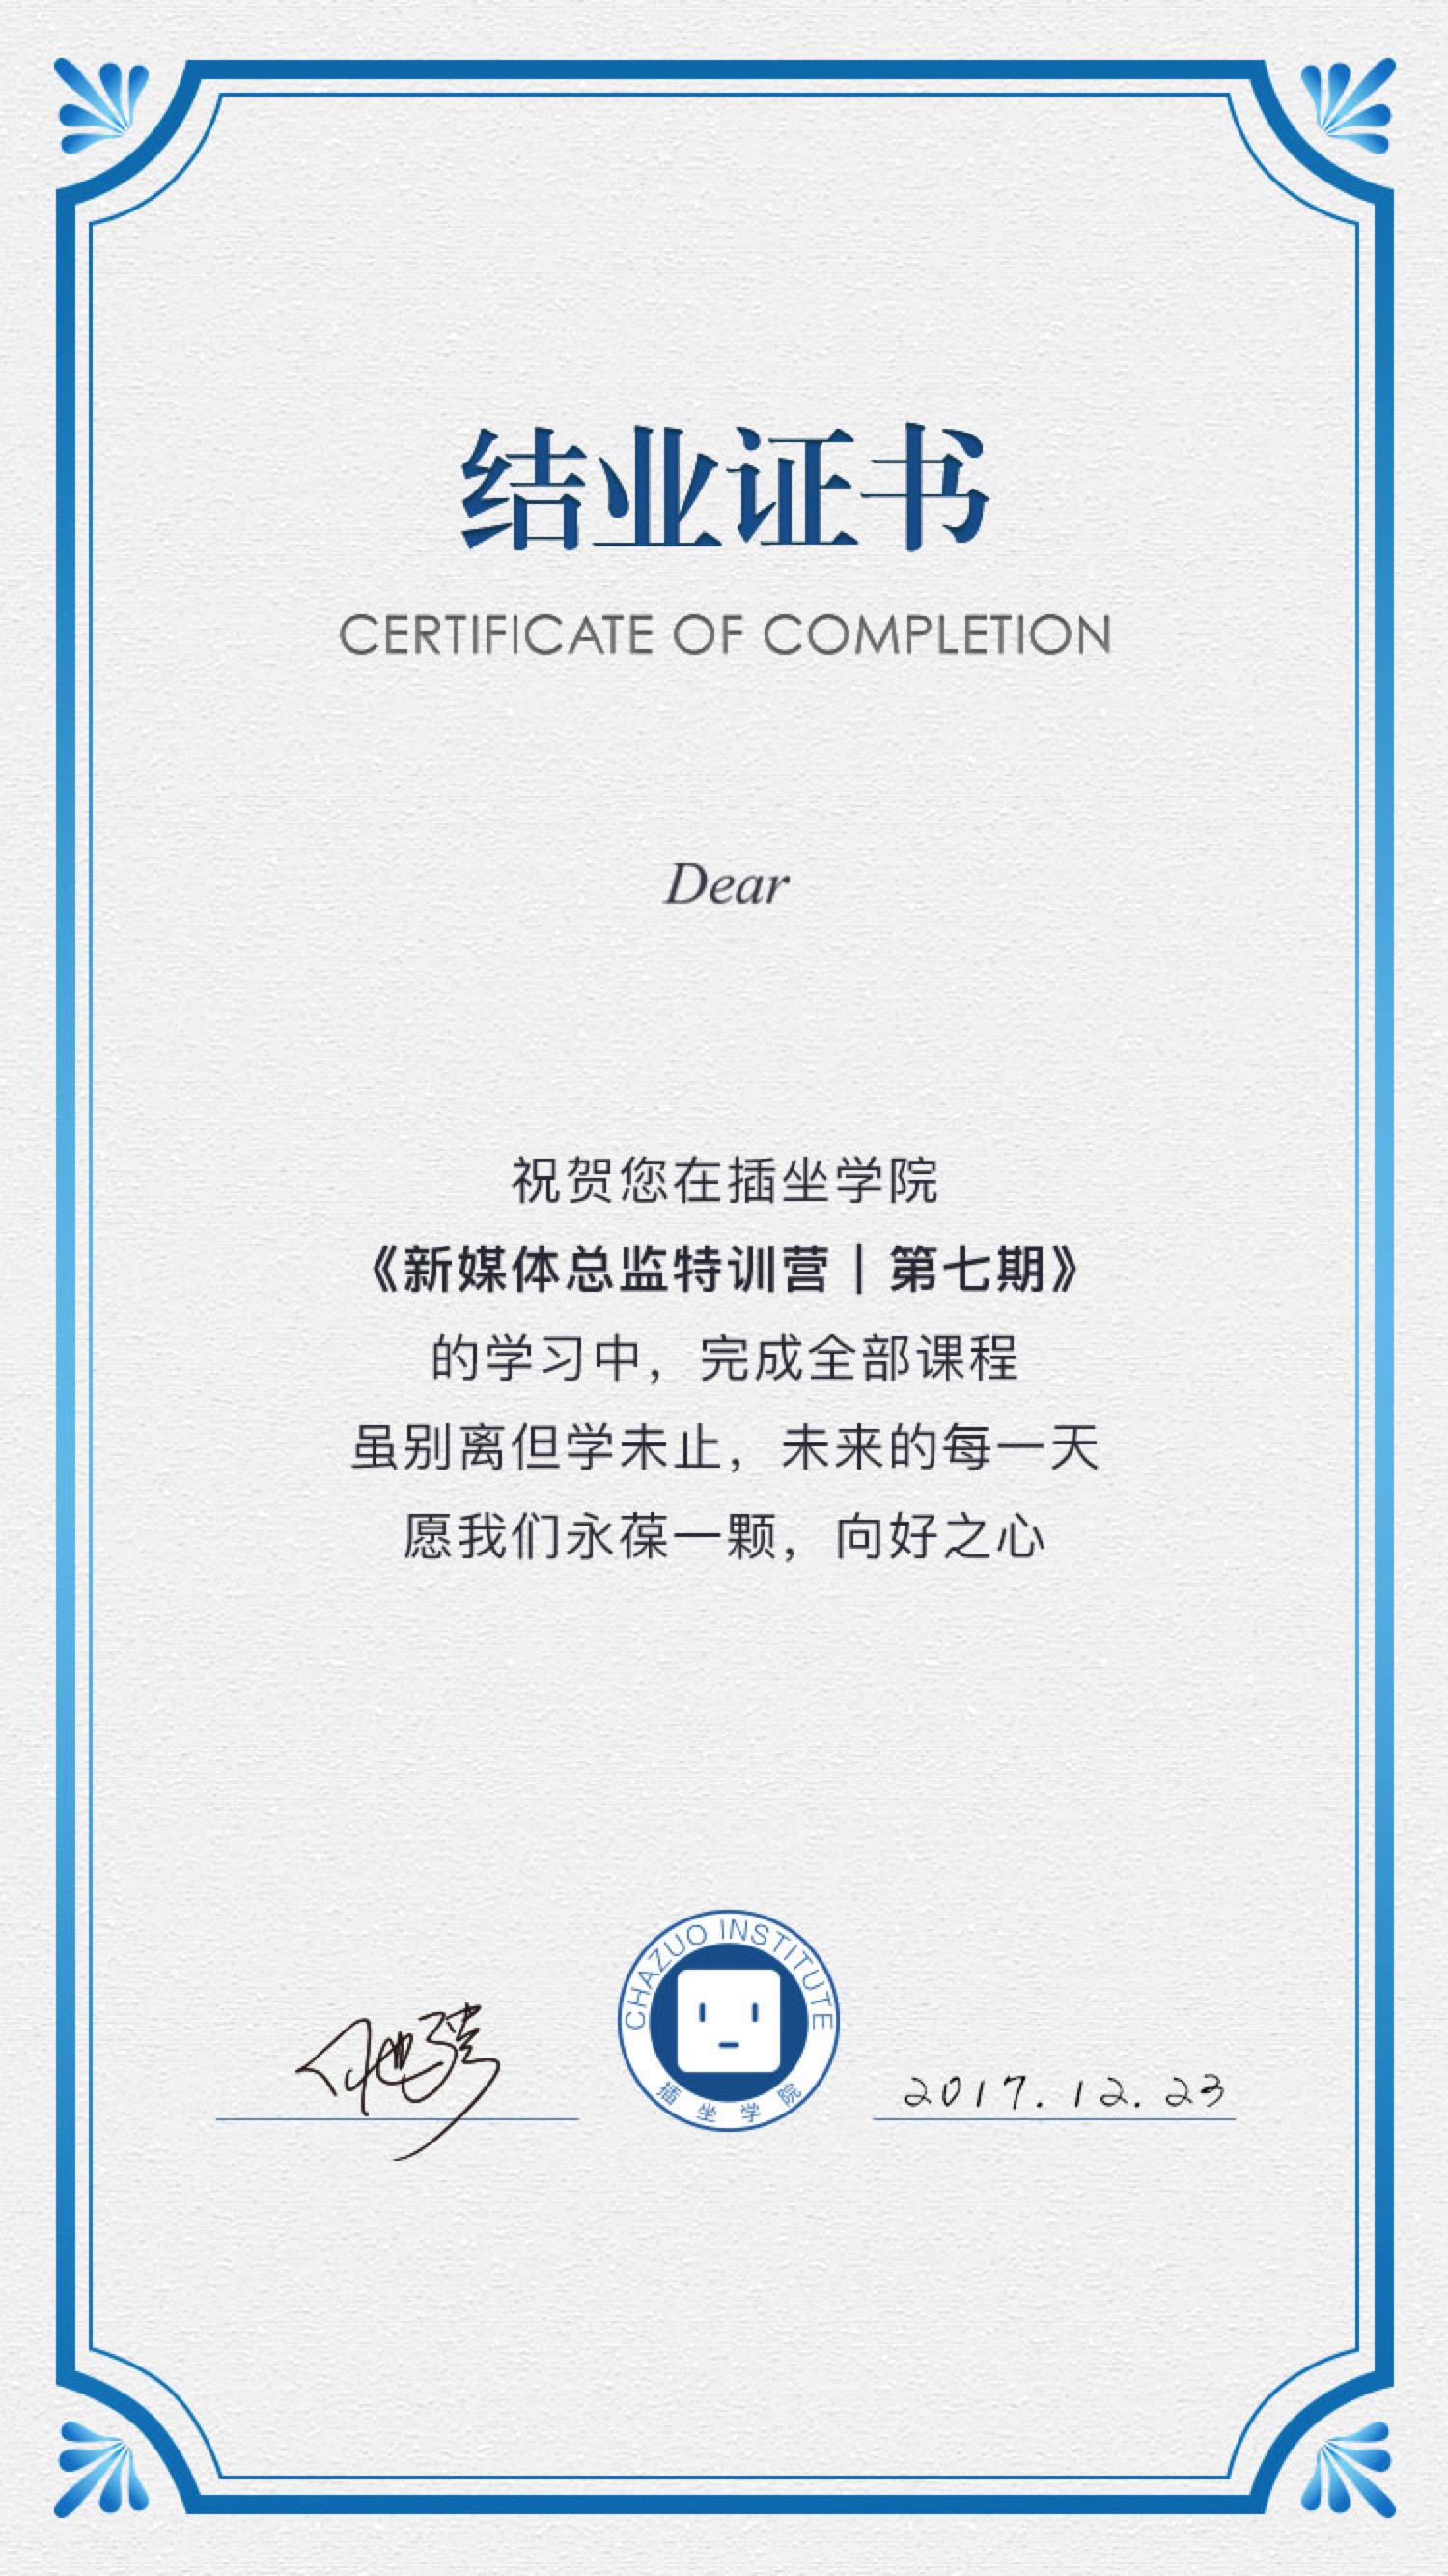 结业证书
CERTIFICATE OF COMPLETION
Dear
祝贺您在插坐学院
《新媒体总监特训营｜第七期》
的学习中，完成全部课程
虽别离但学未止，未来的每一天
愿我们永葆一颗，向好之心
CHAZUO INSTITUTE
插坐学院
2017.12.23